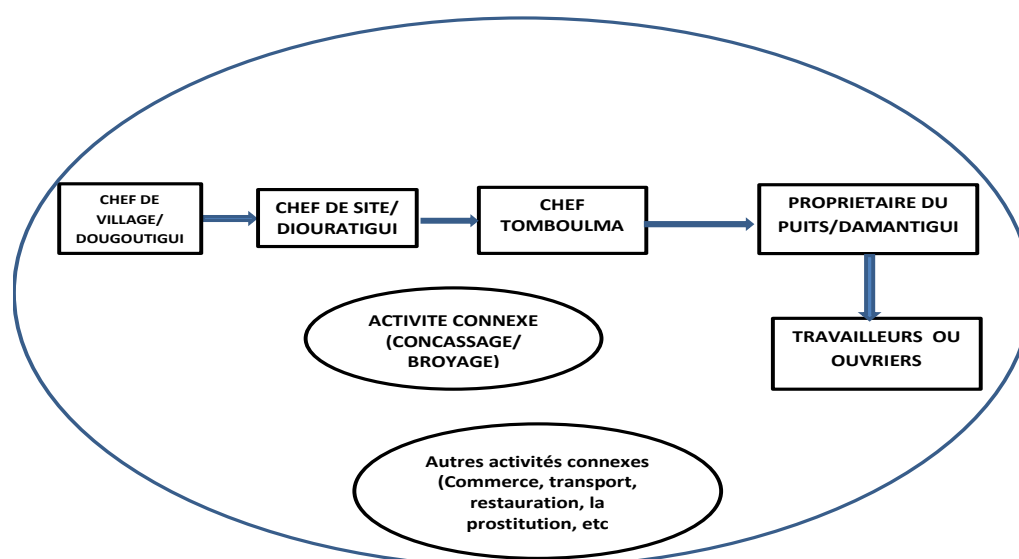 CHEF DE
VILLAGE/
DOUGOUTIGUI
CHEF DE SITE/
DIOURATIGUI
CHEF
TOMBOULMA
PROPRIETAIRE DU
PUITS/DAMANTIGUI
ACTIVITE CONNEXE
(CONCASSAGE/
BROYAGE)
TRAVAILLEURS OU
OUVRIERS
Autres activités connexes
(Commerce, transport,
restauration, la
prostitution, etc